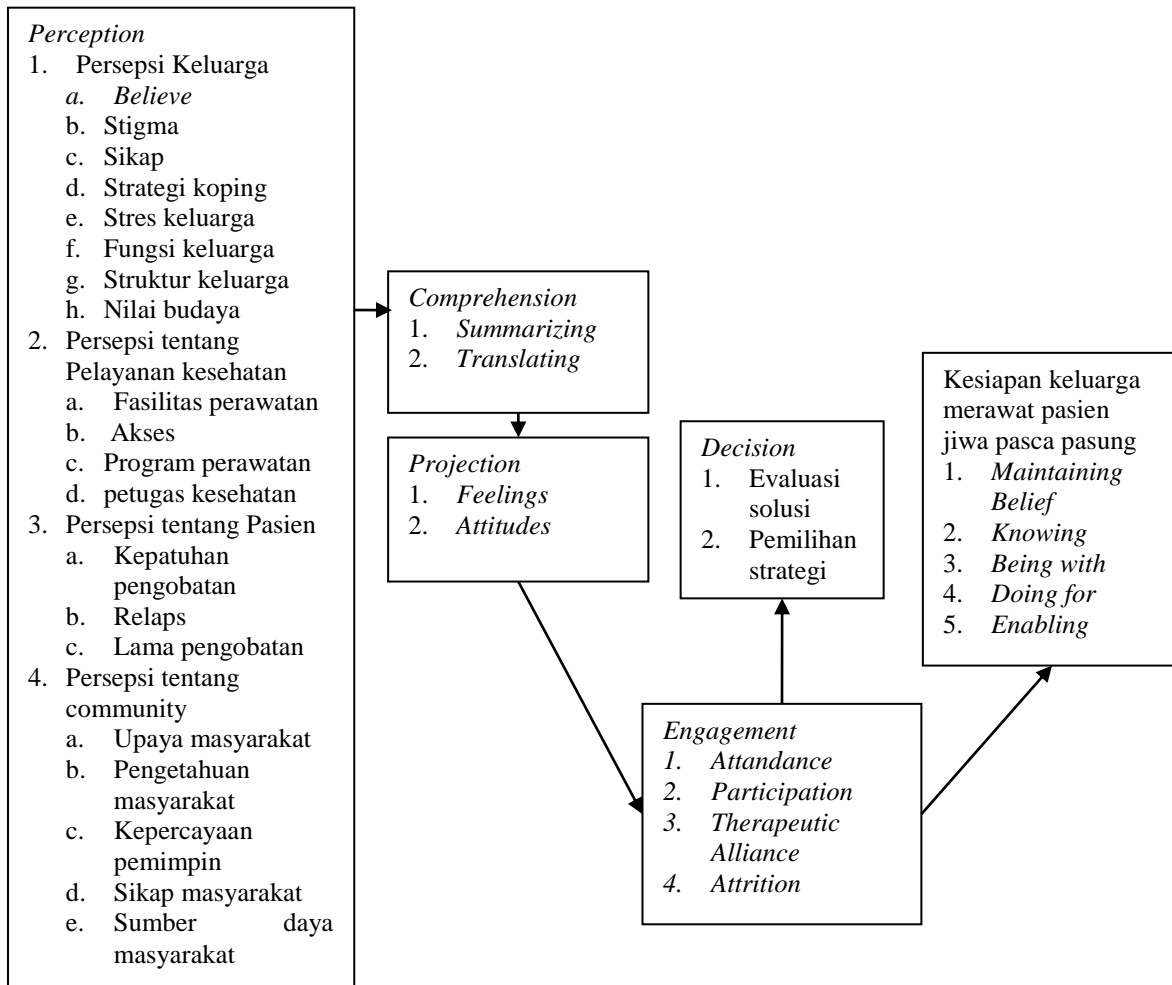 Perception
1. Persepsi Keluarga
a. Believe
b. Stigma
c. Sikap
d. Strategi koping
e. Stres keluarga
f. Fungsi keluarga
g. Struktur keluarga
h. Nilai budaya
2. Persepsi tentang
Pelayanan kesehatan
a. Fasilitas perawatan
b. Akses
c. Program perawatan
d. petugas kesehatan
3. Persepsi tentang Pasien
a. Kepatuhan
pengobatan
b. Relaps
c. Lama pengobatan
4. Persepsi tentang
community
a. Upaya masyarakat
b. Pengetahuan
masyarakat
c. Kepercayaan
pemimpin
d. Sikap masyarakat
e. Sumber daya
masyarakat
Comprehension
1. Summarizing
2. Translating
Projection
1. Feelings
2. Attitudes
Decision
1. Evaluasi
solusi
2. Pemilihan
strategi
Engagement
1. Attandance
2. Participation
3. Therapeutic
Alliance
4. Attrition
Kesiapan keluarga
merawat pasien
jiwa pasca pasung
1. Maintaining
Belief
2. Knowing
3. Being with
4. Doing for
5. Enabling